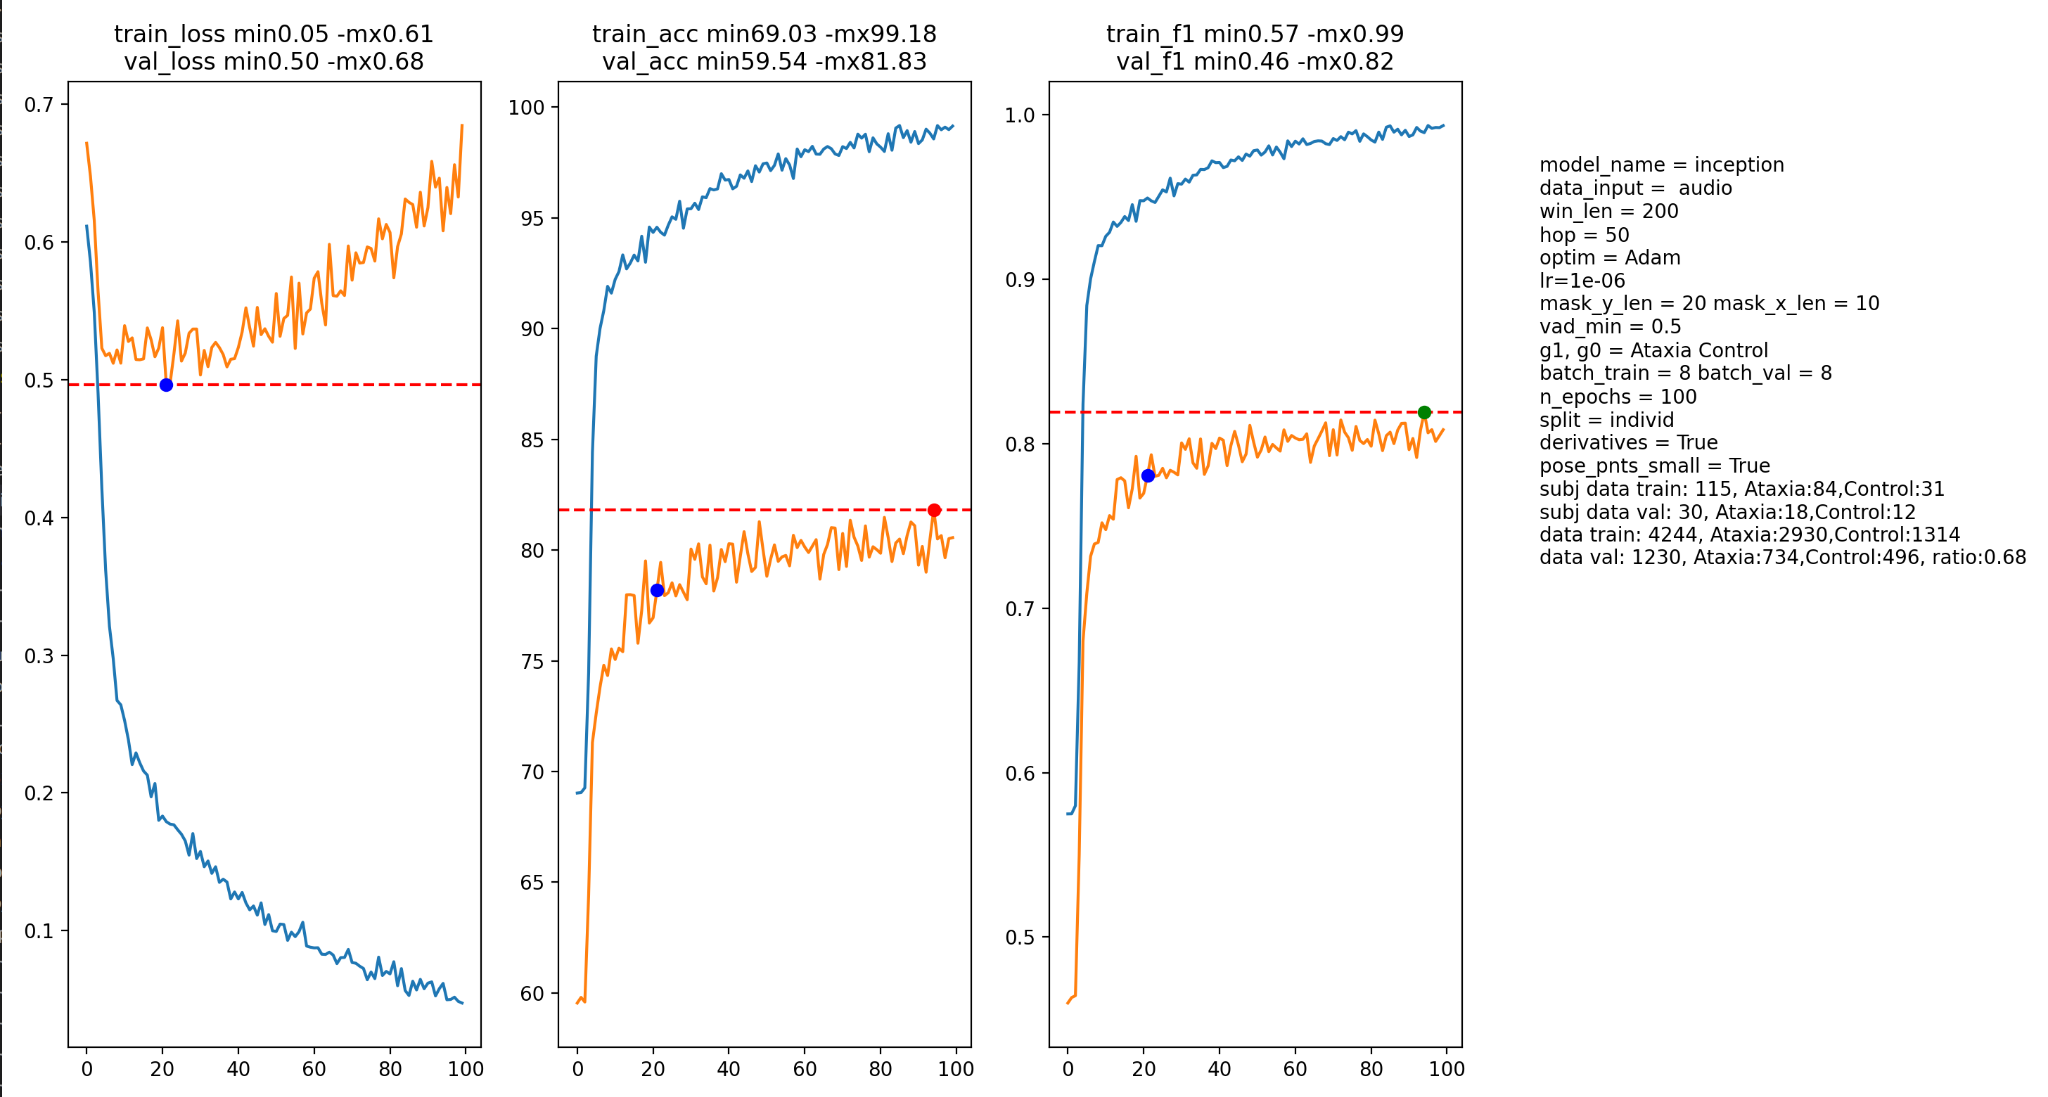 train_loss min0.05 -mx0.61
val_loss min0.50 -mx0.68
0.7
0.6
0.5
0.4
0.3
0.2
0.1
0 20 40 60 80 100
train_acc min69.03 -mx99.18
val_acc min59.54 -mx81.83
100
95
90
85
80
75
70
65
60
0 20 40 60 80 100
train_f1 min0.57 -mx0.99
val_f1 min0.46 -mx0.82
1.0
0.9
0.8
0.7
0.6
0.5
0 20 40 60 80 100
model_name = inception
data_input =  audio
win_len = 200
hop = 50
optim = Adam
lr=1e-06
mask_y_len = 20 mask_x_len = 10
vad_min = 0.5
g1, g0 = Ataxia Control
batch_train = 8 batch_val = 8
n_epochs = 100
split = individ
derivatives = True
pose_pnts_small = True
subj data train: 115, Ataxia:84,Control:31
subj data val: 30, Ataxia:18,Control:12
data train: 4244, Ataxia:2930,Control:1314
data val: 1230, Ataxia:734,Control:496, ratio:0.68